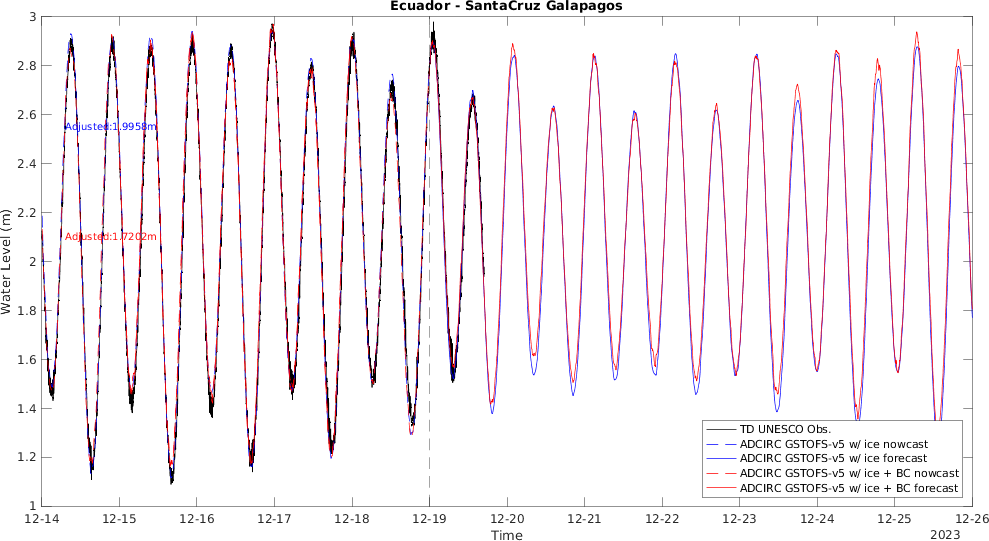 Ecuador - SantaCruz Galapagos
3
2.8
2.6
2.4
2.2
2
1.8
1.6
1.4
1.2
1
Water Level (m)
Adjusted:1.9958m
Adjusted:1.7202m
TD UNESCO Obs.
ADCIRC GSTOFS-v5 w/ ice nowcast
ADCIRC GSTOFS-v5 w/ ice forecast
ADCIRC GSTOFS-v5 w/ ice + BC nowcast
ADCIRC GSTOFS-v5 w/ ice + BC forecast
12-14 12-15 12-16 12-17 12-18 12-19 12-20 12-21 12-22 12-23 12-24 12-25 12-26
Time
2023